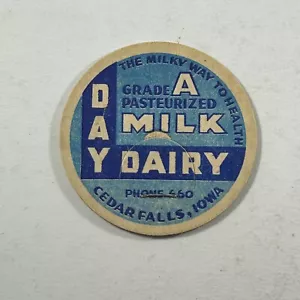 THE MILKY WAY TO HEALTH
GRADE A
PASTEURIZED
MILK
DAY DAIRY
PHONE 460
CEDAR FALLS, IOWA